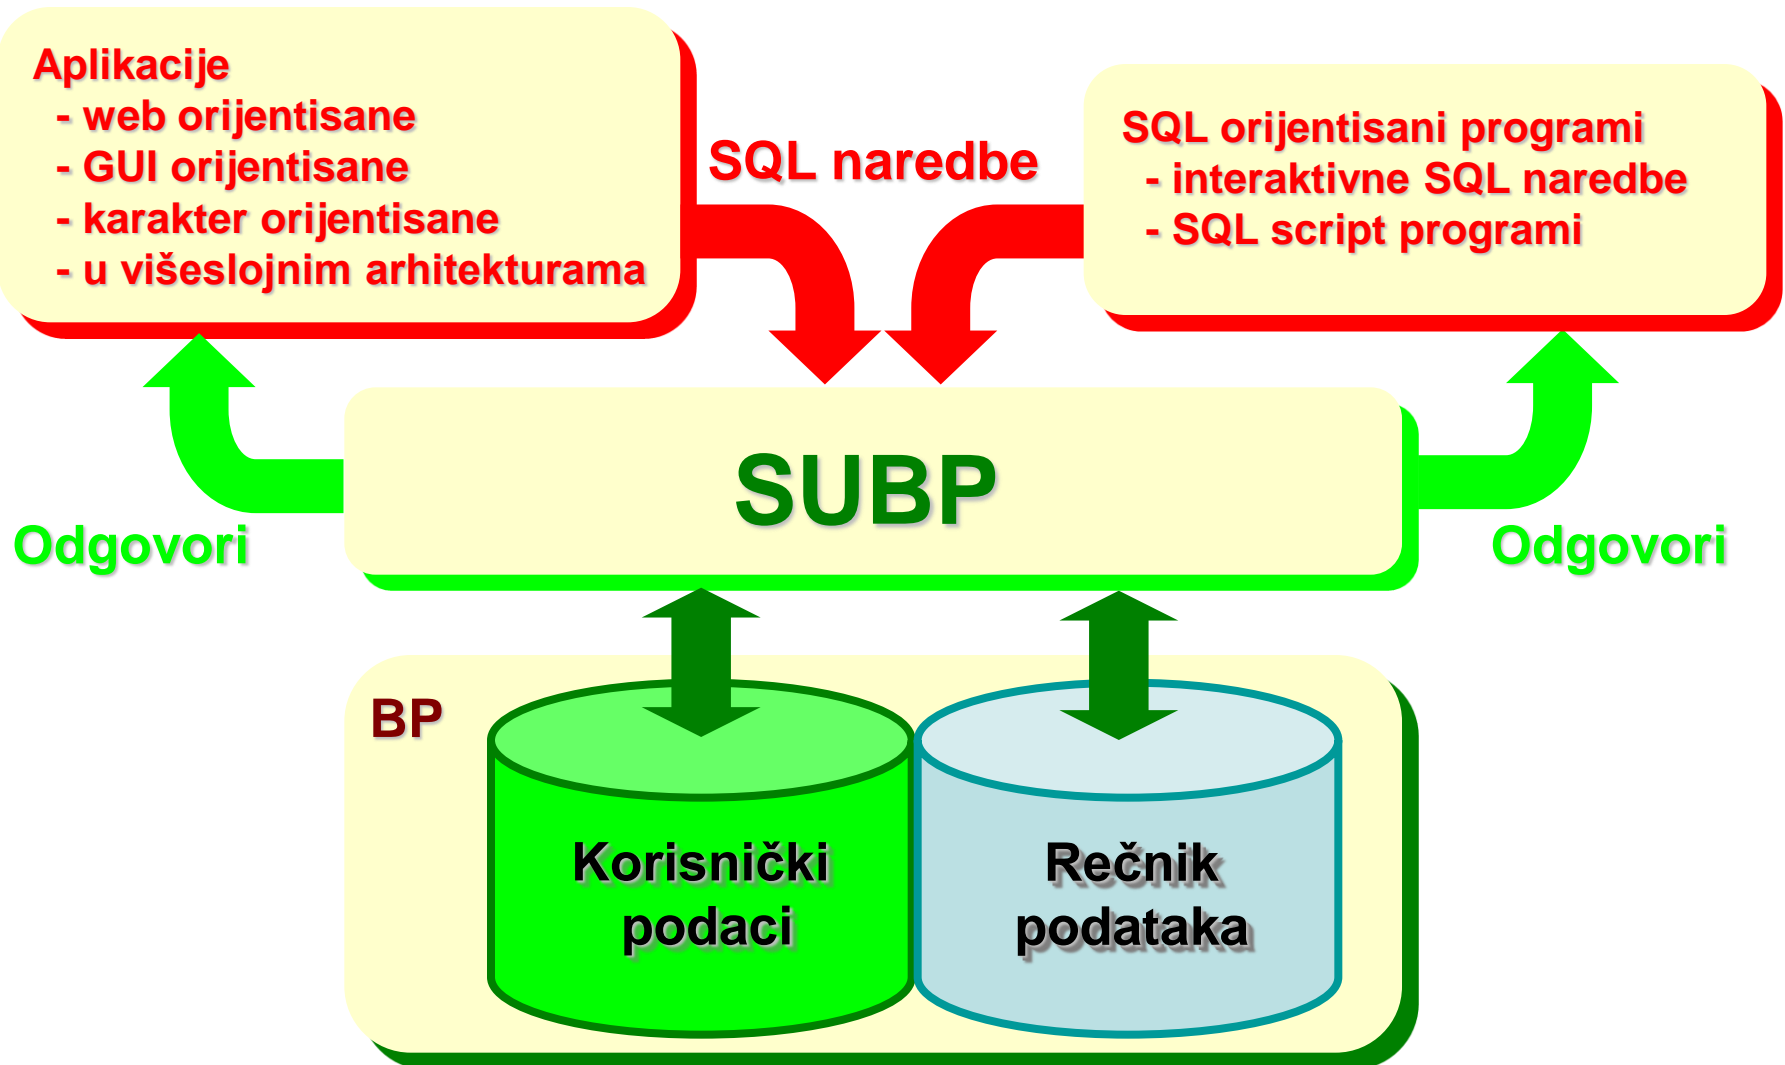 Aplikacije
- web orijentisane
- GUI orijentisane
- karakter orijentisane
- u višeslojnim arhitekturama
SQL naredbe
SQL orijentisani programi
- interaktivne SQL naredbe
- SQL script programi
SUBP
Odgovori
Odgovori
BP
Korisnički
podaci
Rečnik
podataka